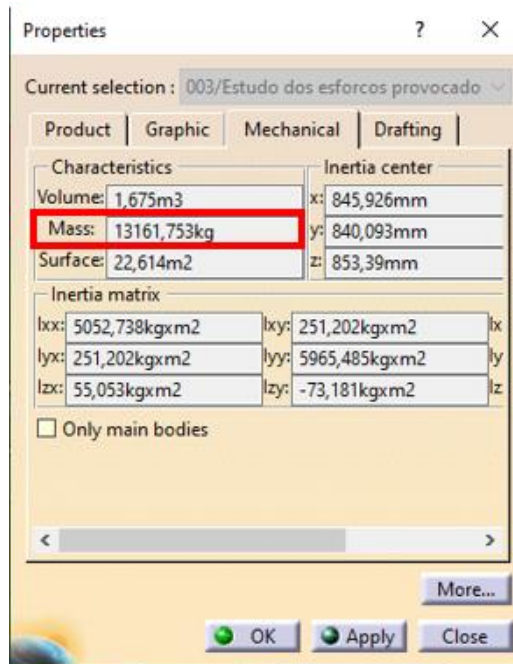 Properties ? ×
Current selection : 003/Estudo dos esforcos provocado
Product Graphic Mechanical Drafting
Characteristics Inertia center
Volume: 1,675m3 x: 845,926mm
Mass: 13161,753kg y: 840,093mm
Surface: 22,614m2 z: 853,39mm
Inertia matrix
Ixx: 5052,738kgxm2 Ixy: 251,202kgxm2 Ix
Iyx: 251,202kgxm2 Iyy: 5965,485kgxm2 Iy
Izx: 55,053kgxm2 Izy: -73,181kgxm2 Iz
Only main bodies
More...
OK Apply Close